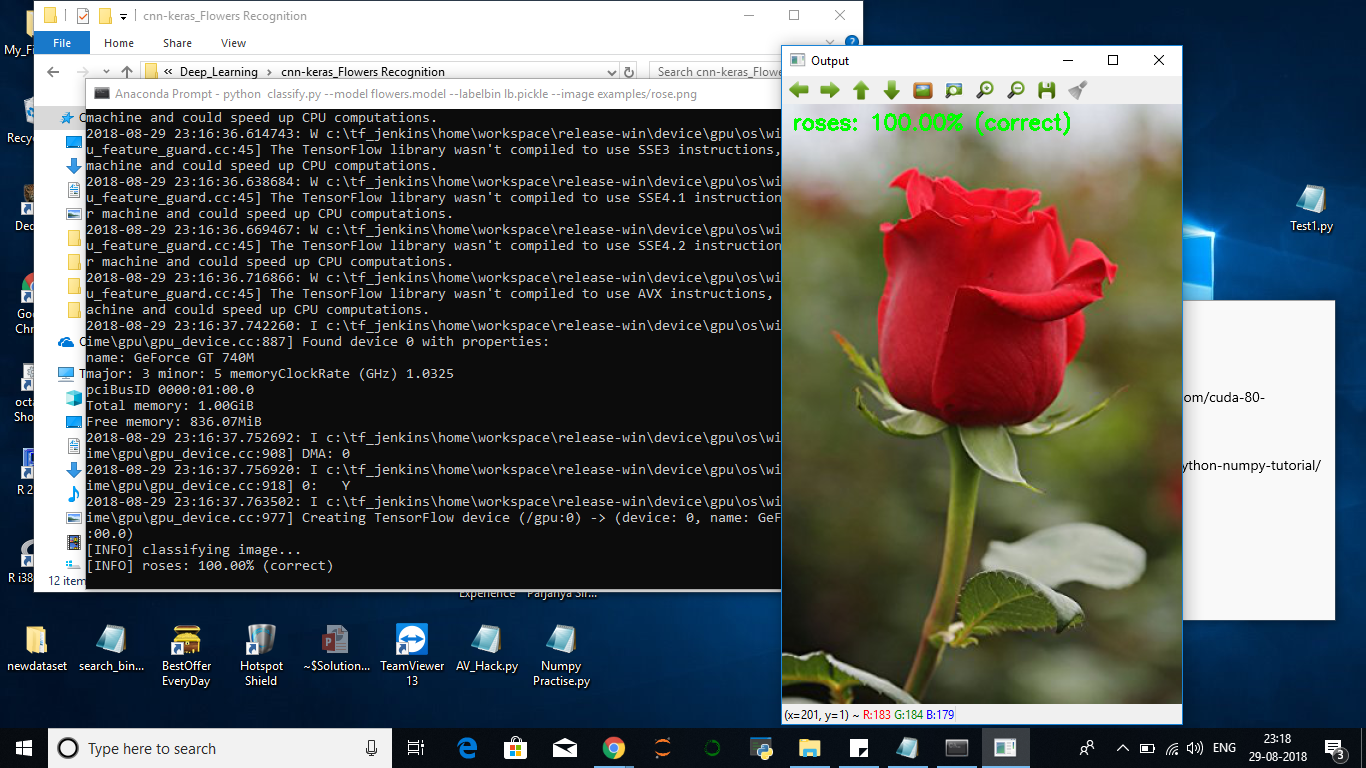 cnn-keras_Flowers Recognition
File Home Share View
Deep_Learning cnn-keras_Flowers Recognition
Search cnn-keras_Flowe
Anaconda Prompt - python classify.py --model flowers.model --labelbin lb.pickle --image examples/rose.png
machine and could speed up CPU computations.
2018-08-29 23:16:36.614743: W c:\tf_jenkins\home\workspace\release-win\device\gpu\os\wi
u_feature_guard.cc:45] The TensorFlow library wasn't compiled to use SSE3 instructions,
machine and could speed up CPU computations.
2018-08-29 23:16:36.638684: W c:\tf_jenkins\home\workspace\release-win\device\gpu\os\wi
u_feature_guard.cc:45] The TensorFlow library wasn't compiled to use SSE4.1 instruction
r machine and could speed up CPU computations.
2018-08-29 23:16:36.669467: W c:\tf_jenkins\home\workspace\release-win\device\gpu\os\wi
u_feature_guard.cc:45] The TensorFlow library wasn't compiled to use SSE4.2 instruction
r machine and could speed up CPU computations.
2018-08-29 23:16:36.716866: W c:\tf_jenkins\home\workspace\release-win\device\gpu\os\wi
u_feature_guard.cc:45] The TensorFlow library wasn't compiled to use AVX instructions,
achine and could speed up CPU computations.
2018-08-29 23:16:37.742260: I c:\tf_jenkins\home\workspace\release-win\device\gpu\os\wi
ime\gpu\gpu_device.cc:887] Found device 0 with properties:
name: GeForce GT 740M
major: 3 minor: 5 memoryClockRate (GHz) 1.0325
pciBusID 0000:01:00.0
Total memory: 1.00GiB
Free memory: 836.07MiB
2018-08-29 23:16:37.752692: I c:\tf_jenkins\home\workspace\release-win\device\gpu\os\wi
ime\gpu\gpu_device.cc:908] DMA: 0
2018-08-29 23:16:37.756920: I c:\tf_jenkins\home\workspace\release-win\device\gpu\os\wi
ime\gpu\gpu_device.cc:918] 0: Y
2018-08-29 23:16:37.763502: I c:\tf_jenkins\home\workspace\release-win\device\gpu\os\wi
ime\gpu\gpu_device.cc:977] Creating TensorFlow device (/gpu:0) -> (device: 0, name: GeF
:00.0)
[INFO] classifying image...
[INFO] roses: 100.00% (correct)
12 item
Output
roses: 100.00% (correct)
(x=201, y=1) ~ R:183 G:184 B:179
My_Fi
Recyc
Dec
Goo
Chr
octa
Sho
R 2
R i38
Test1.py
om/cuda-80-
ython-numpy-tutorial/
Experience
Parjanya Sir...
newdataset
search_bin...
BestOffer
EveryDay
Hotspot
Shield
~$Solution...
TeamViewer
13
AV_Hack.py
Numpy
Practise.py
Type here to search
ENG
23:18
29-08-2018
3